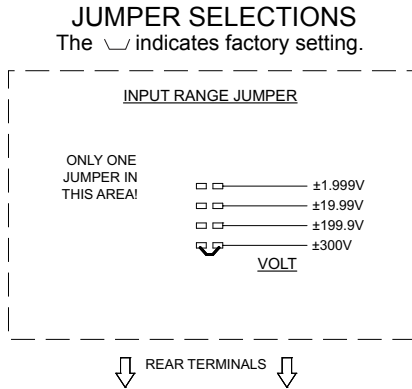 JUMPER SELECTIONS
The indicates factory setting.
INPUT RANGE JUMPER
ONLY ONE
JUMPER IN
THIS AREA!
±1.999V
±19.99V
±199.9V
±300V
VOLT
REAR TERMINALS